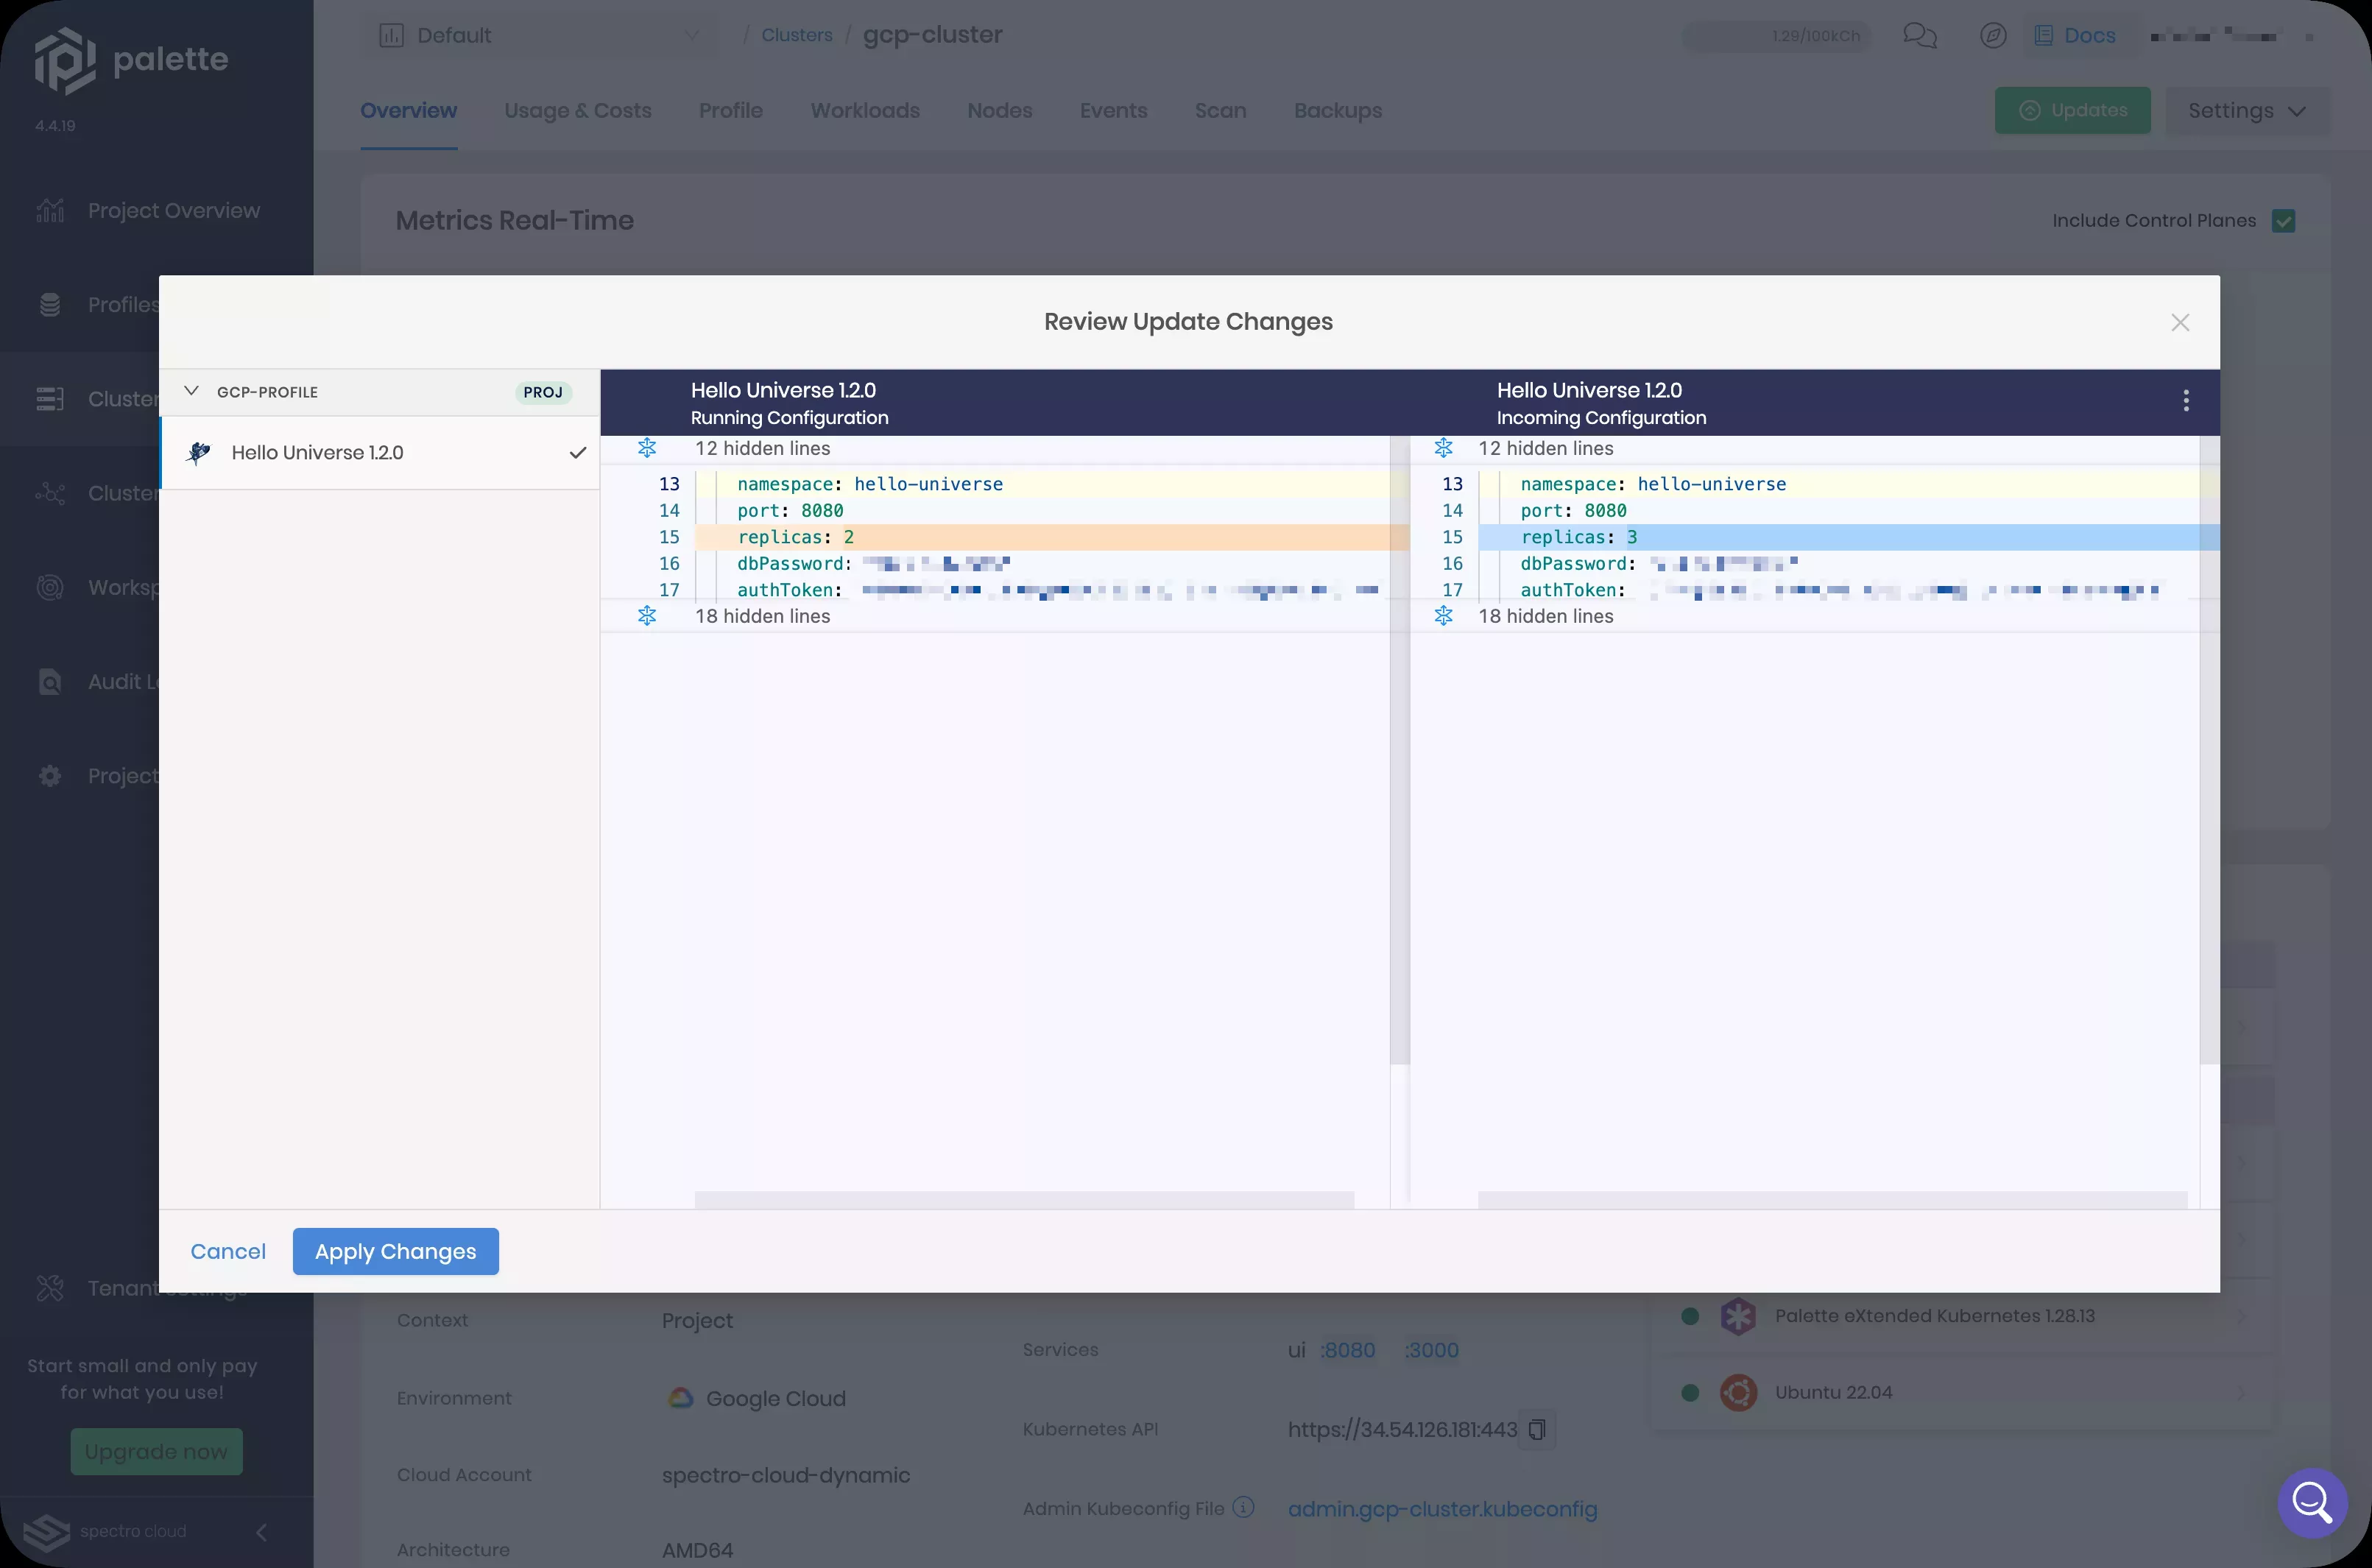 palette
4.4.19
Default
/ Clusters / gcp-cluster
1.29/100kCh
Docs
Overview
Usage & Costs
Profile
Workloads
Nodes
Events
Scan
Backups
Updates
Settings
Project Overview
Profiles
Cluster
Cluster
Worksp
Audit L
Project
Tenant Settings
Start small and only pay
for what you use!
Upgrade now
spectro cloud
Metrics Real-Time
Include Control Planes
Review Update Changes
GCP-PROFILE
PROJ
Hello Universe 1.2.0
Hello Universe 1.2.0
Running Configuration
12 hidden lines
13 namespace: hello-universe
14 port: 8080
15 replicas: 2
16 dbPassword:
17 authToken:
18 hidden lines
Hello Universe 1.2.0
Incoming Configuration
12 hidden lines
13 namespace: hello-universe
14 port: 8080
15 replicas: 3
16 dbPassword:
17 authToken:
18 hidden lines
Cancel
Apply Changes
Context
Project
Environment
Google Cloud
Cloud Account
spectro-cloud-dynamic
Architecture
AMD64
Services
ui :8080 :3000
Kubernetes API
https://34.54.126.181:443
Admin Kubeconfig File
admin.gcp-cluster.kubeconfig
Palette eXtended Kubernetes 1.28.13
Ubuntu 22.04